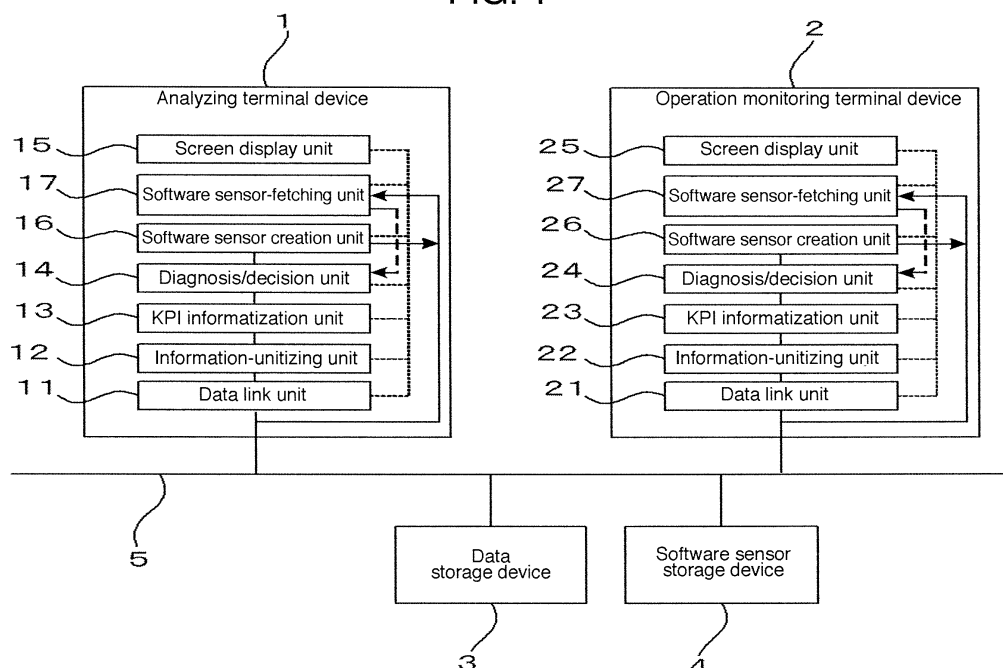 FIG. 1
1
2
Analyzing terminal device
Operation monitoring terminal device
15
Screen display unit
25
Screen display unit
17
Software sensor-fetching unit
27
Software sensor-fetching unit
16
Software sensor creation unit
26
Software sensor creation unit
14
Diagnosis/decision unit
24
Diagnosis/decision unit
13
KPI informatization unit
23
KPI informatization unit
12
Information-unitizing unit
22
Information-unitizing unit
11
Data link unit
21
Data link unit
5
Data
storage device
Software sensor
storage device
3
4